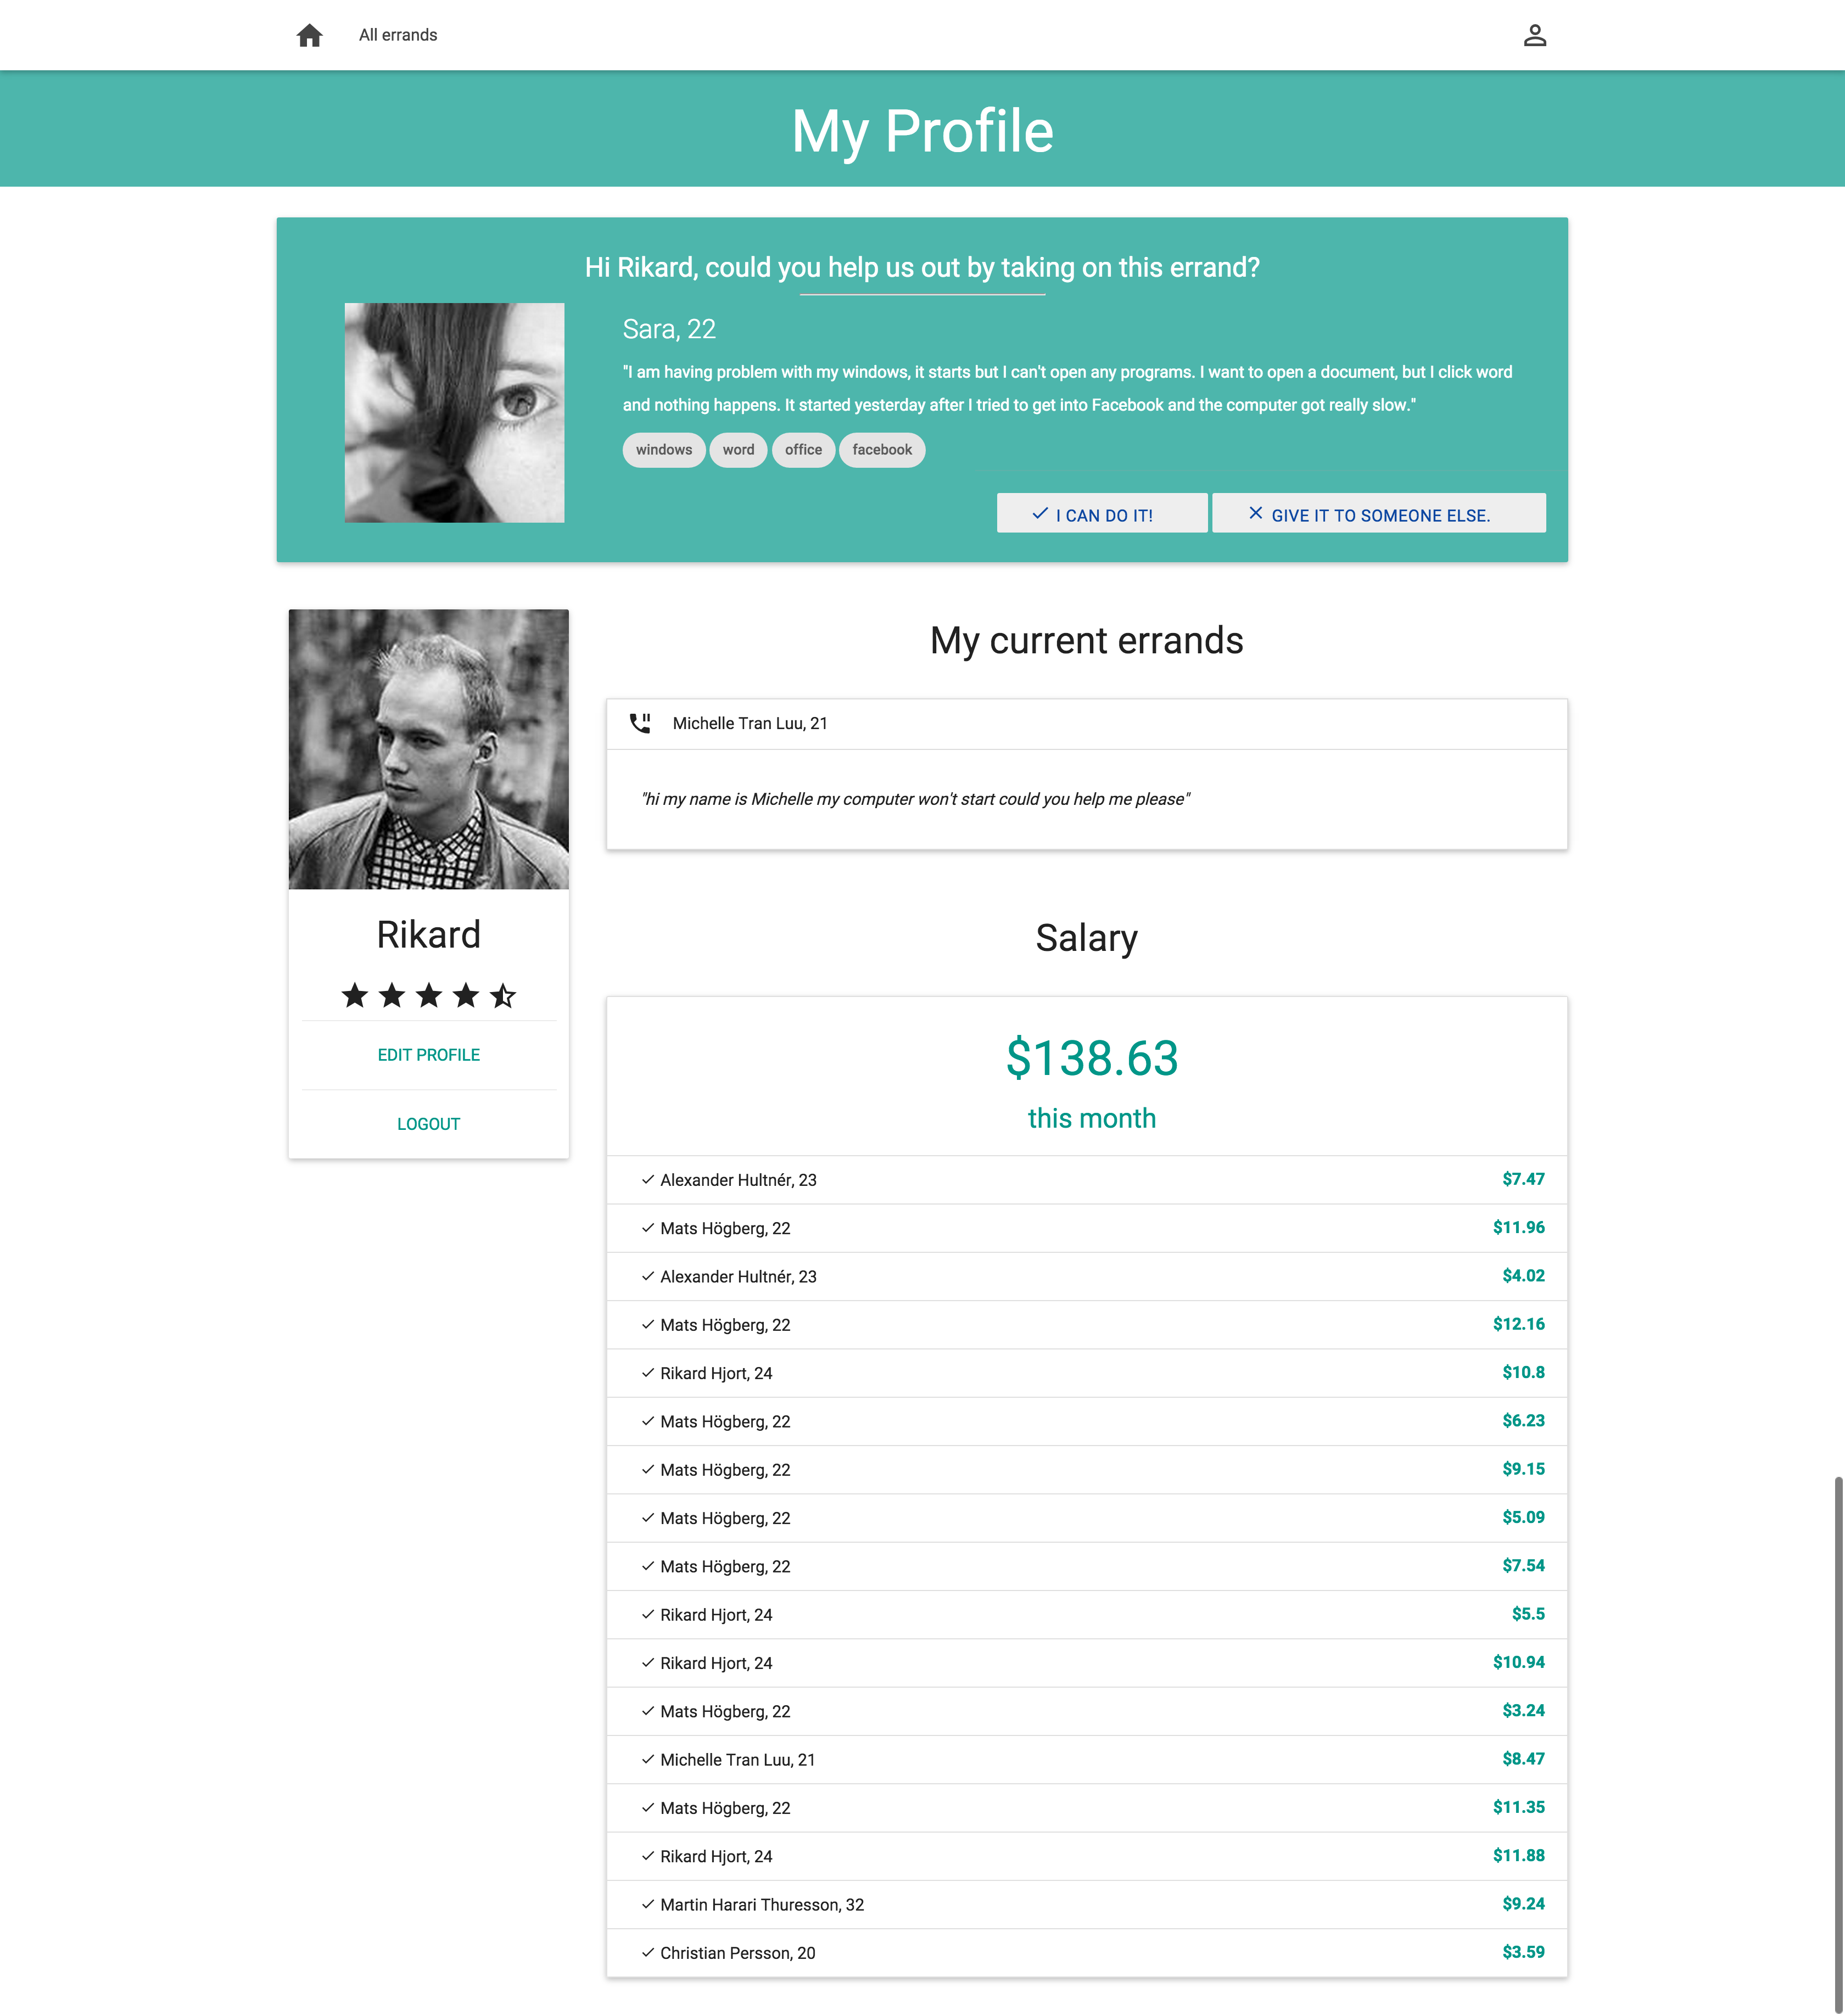 All errands
My Profile
Hi Rikard, could you help us out by taking on this errand?
Sara, 22
"I am having problem with my windows, it starts but I can't open any programs. I want to open a document, but I click word
and nothing happens. It started yesterday after I tried to get into Facebook and the computer got really slow."
windows word office facebook
I CAN DO IT! GIVE IT TO SOMEONE ELSE.
My current errands
Michelle Tran Luu, 21
"hi my name is Michelle my computer won't start could you help me please"
Rikard
EDIT PROFILE
LOGOUT
Salary
$138.63
this month
Alexander Hultnér, 23 $7.47
Mats Högberg, 22 $11.96
Alexander Hultnér, 23 $4.02
Mats Högberg, 22 $12.16
Rikard Hjort, 24 $10.8
Mats Högberg, 22 $6.23
Mats Högberg, 22 $9.15
Mats Högberg, 22 $5.09
Mats Högberg, 22 $7.54
Rikard Hjort, 24 $5.5
Rikard Hjort, 24 $10.94
Mats Högberg, 22 $3.24
Michelle Tran Luu, 21 $8.47
Mats Högberg, 22 $11.35
Rikard Hjort, 24 $11.88
Martin Harari Thuresson, 32 $9.24
Christian Persson, 20 $3.59